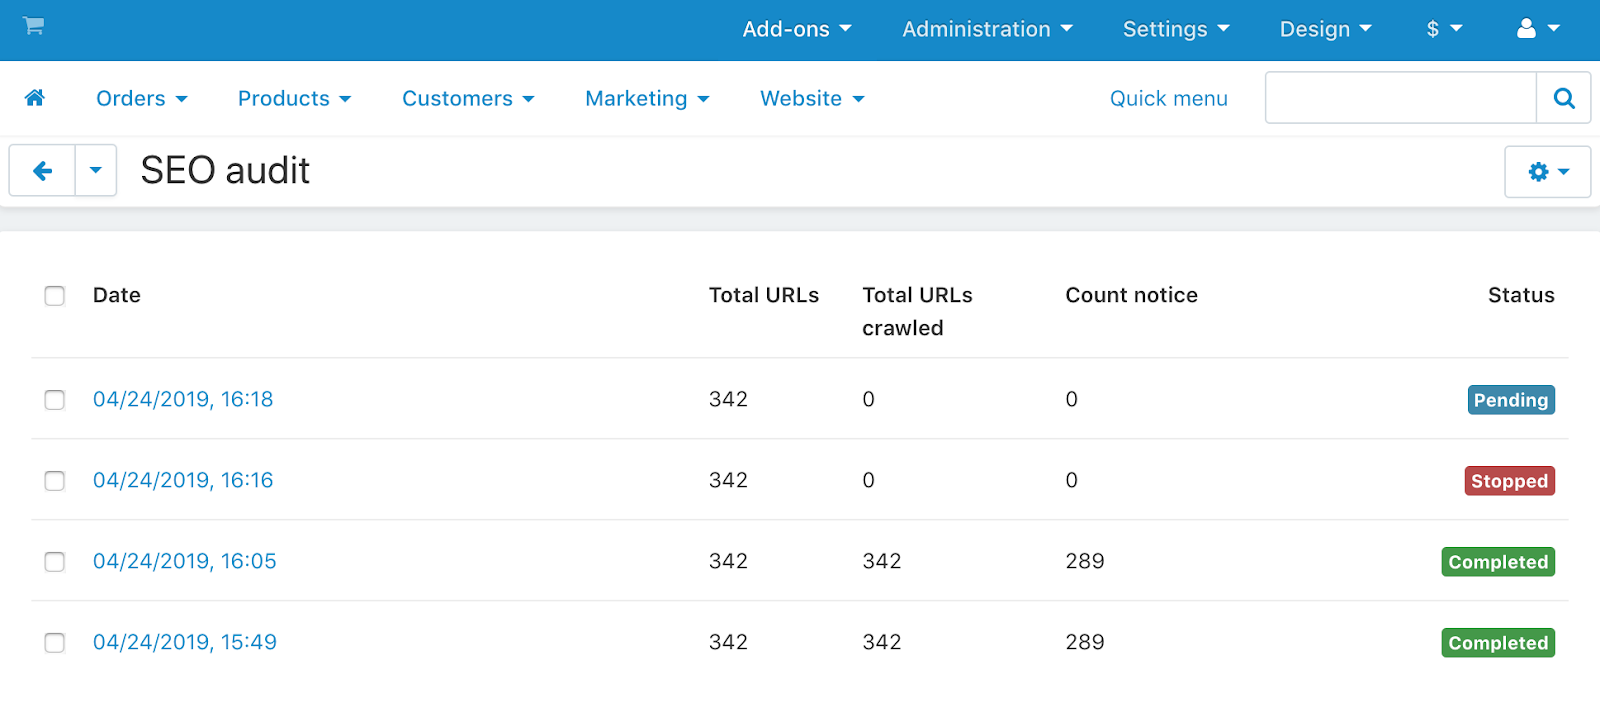 Add-ons Administration Settings Design $
Orders Products Customers Marketing Website Quick menu
SEO audit
Date Total URLs Total URLs crawled Count notice Status
04/24/2019, 16:18 342 0 0 Pending
04/24/2019, 16:16 342 0 0 Stopped
04/24/2019, 16:05 342 342 289 Completed
04/24/2019, 15:49 342 342 289 Completed